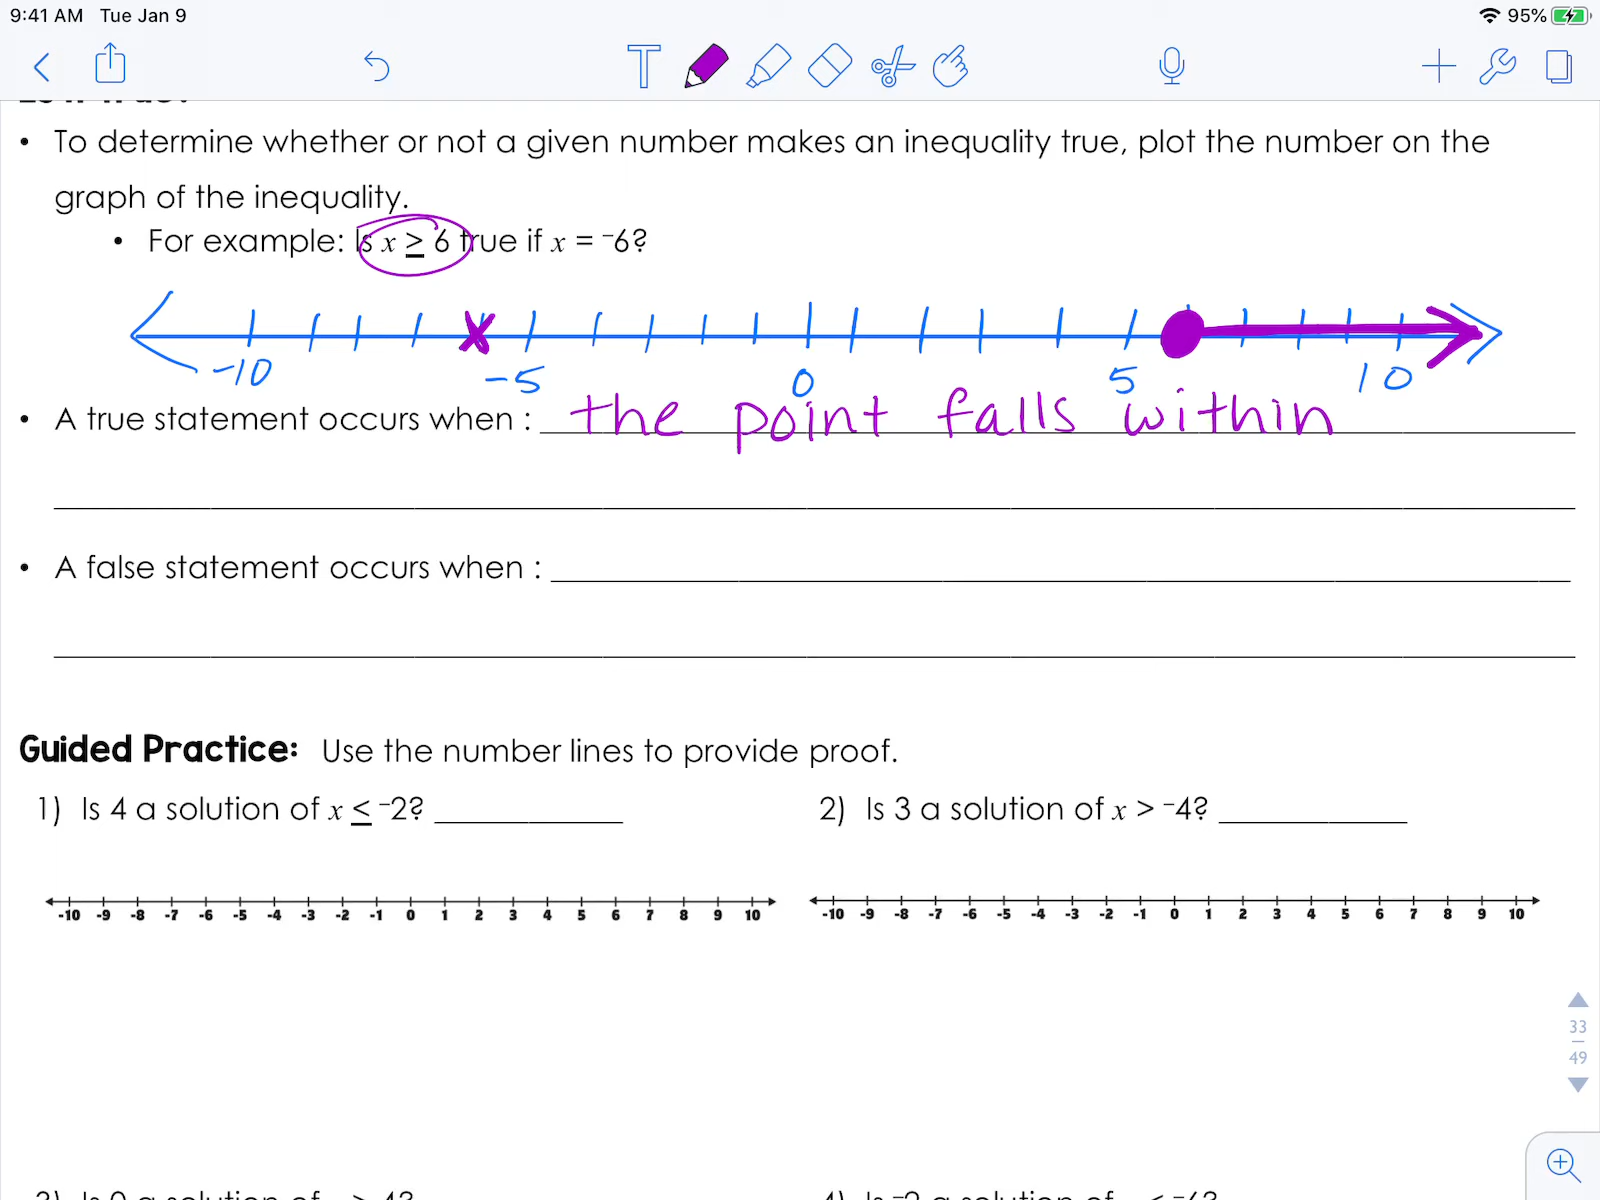 9:41 AM Tue Jan 9 95%
• To determine whether or not a given number makes an inequality true, plot the number on the
graph of the inequality.
• For example: Is x ≥ 6 true if x = ⁻6?
-10 -5 0 5 10
• A true statement occurs when : the point falls within
• A false statement occurs when :
Guided Practice: Use the number lines to provide proof.
1) Is 4 a solution of x ≤ ⁻2? 2) Is 3 a solution of x > ⁻4?
-10 -9 -8 -7 -6 -5 -4 -3 -2 -1 0 1 2 3 4 5 6 7 8 9 10 -10 -9 -8 -7 -6 -5 -4 -3 -2 -1 0 1 2 3 4 5 6 7 8 9 10
33
49